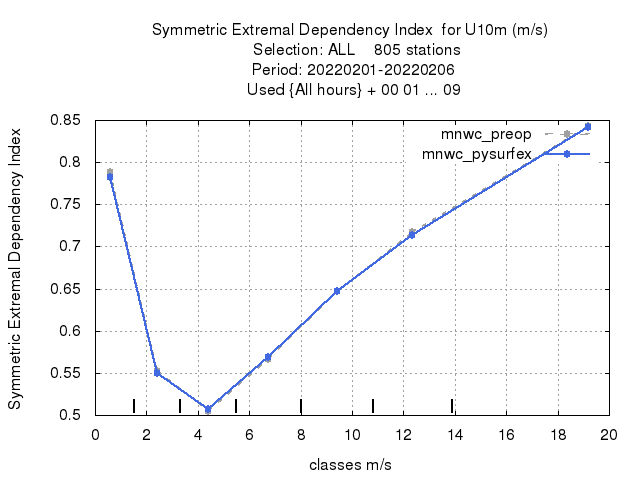 Symmetric Extremal Dependency Index  for U10m (m/s)
Selection: ALL    805 stations
Period: 20220201-20220206
Used {All hours} + 00 01 ... 09
mnwc_preop
mnwc_pysurfex
Symmetric Extremal Dependency Index
0.85
0.8
0.75
0.7
0.65
0.6
0.55
0.5
0 2 4 6 8 10 12 14 16 18 20
classes m/s